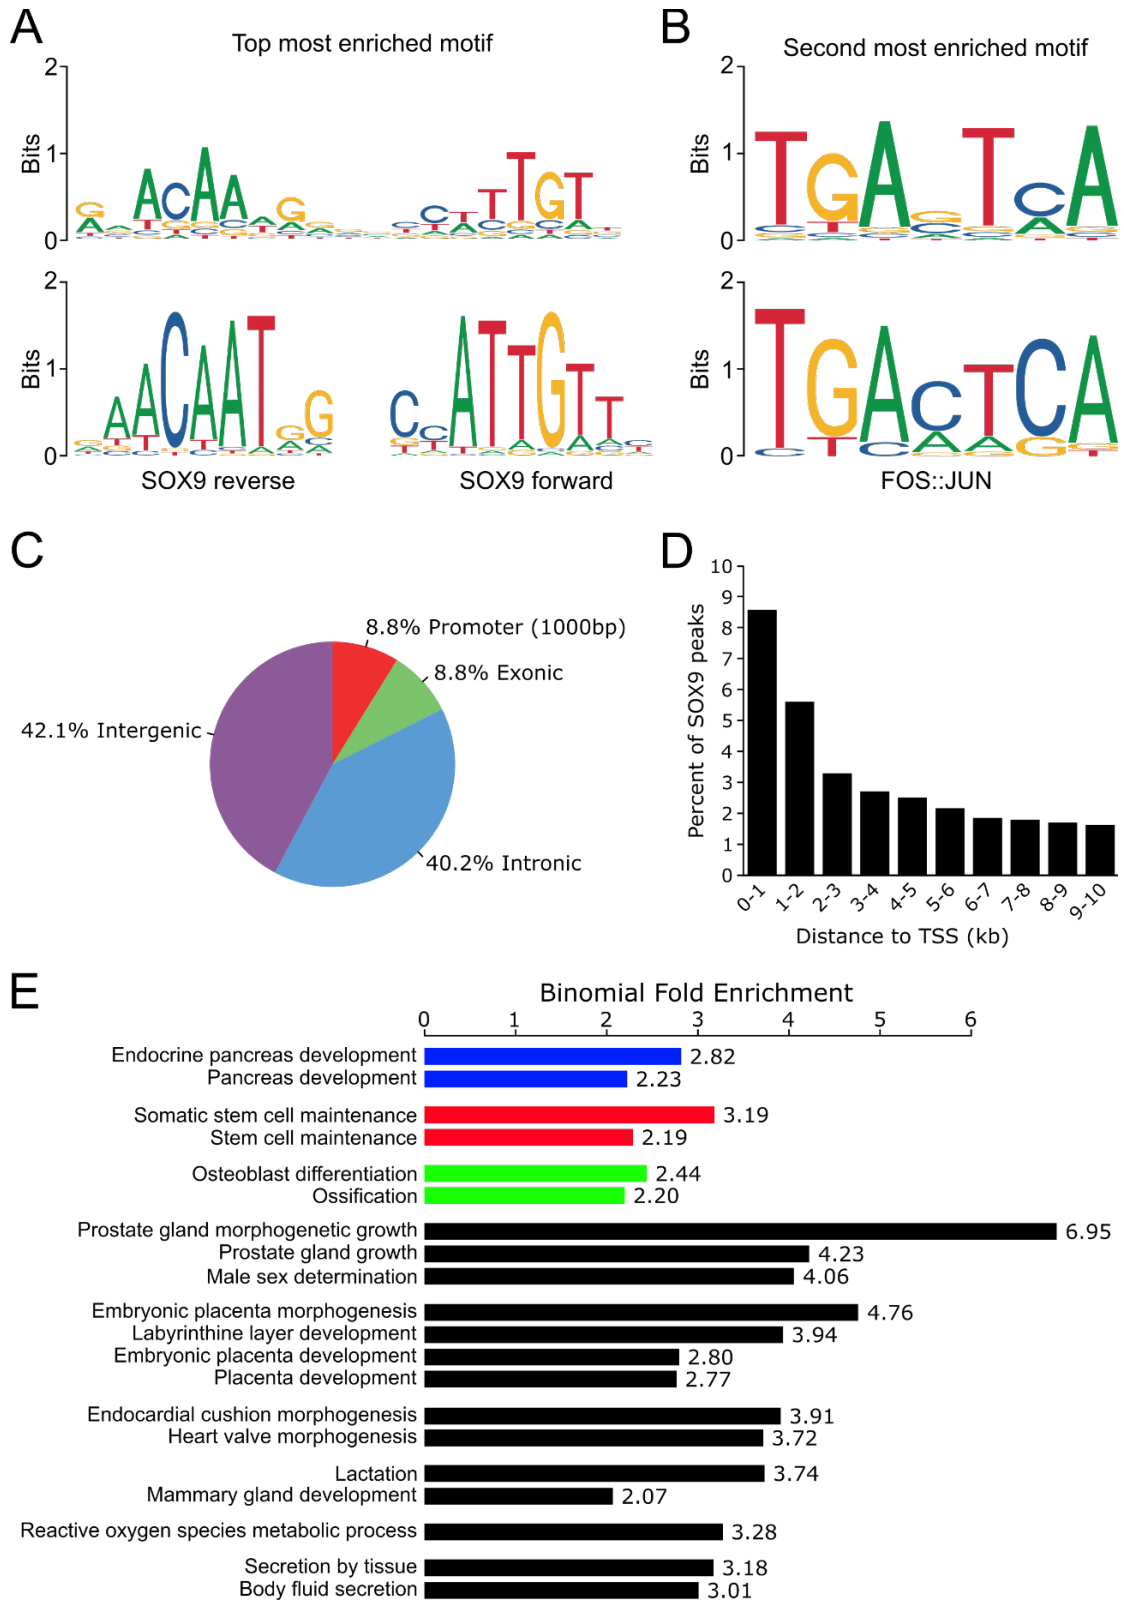 A
Top most enriched motif
B
Second most enriched motif
2
1
0
Bits
2
1
0
Bits
2
1
0
Bits
SOX9 reverse
SOX9 forward
2
1
0
Bits
TGACTCA
FOS::JUN
C
8.8% Promoter (1000bp)
8.8% Exonic
42.1% Intergenic
40.2% Intronic
D
Percent of SOX9 peaks
10
9
8
7
6
5
4
3
2
1
0
0-1
1-2
2-3
3-4
4-5
5-6
6-7
7-8
8-9
9-10
Distance to TSS (kb)
E
Binomial Fold Enrichment
0 1 2 3 4 5 6
Endocrine pancreas development 2.82
Pancreas development 2.23
Somatic stem cell maintenance 3.19
Stem cell maintenance 2.19
Osteoblast differentiation 2.44
Ossification 2.20
Prostate gland morphogenetic growth 6.95
Prostate gland growth 4.23
Male sex determination 4.06
Embryonic placenta morphogenesis 4.76
Labyrinthine layer development 3.94
Embryonic placenta development 2.80
Placenta development 2.77
Endocardial cushion morphogenesis 3.91
Heart valve morphogenesis 3.72
Lactation 3.74
Mammary gland development 2.07
Reactive oxygen species metabolic process 3.28
Secretion by tissue 3.18
Body fluid secretion 3.01